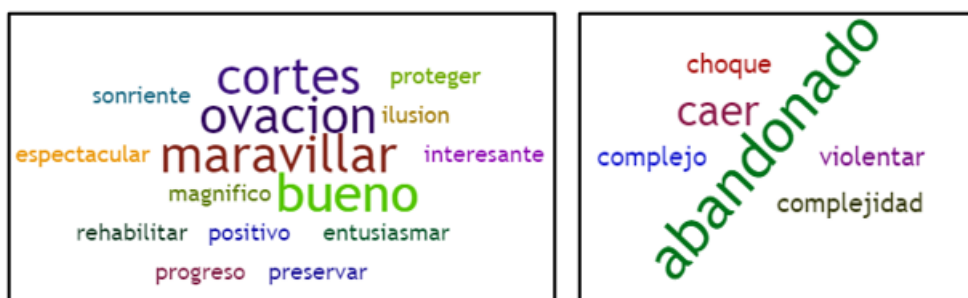 cortes
proteger
sonriente
ovacion
ilusion
espectacular
maravillar
interesante
magnifico
bueno
rehabilitar
positivo
entusiasmar
progreso
preservar
choque
abandonado
caer
complejo
violentar
complejidad